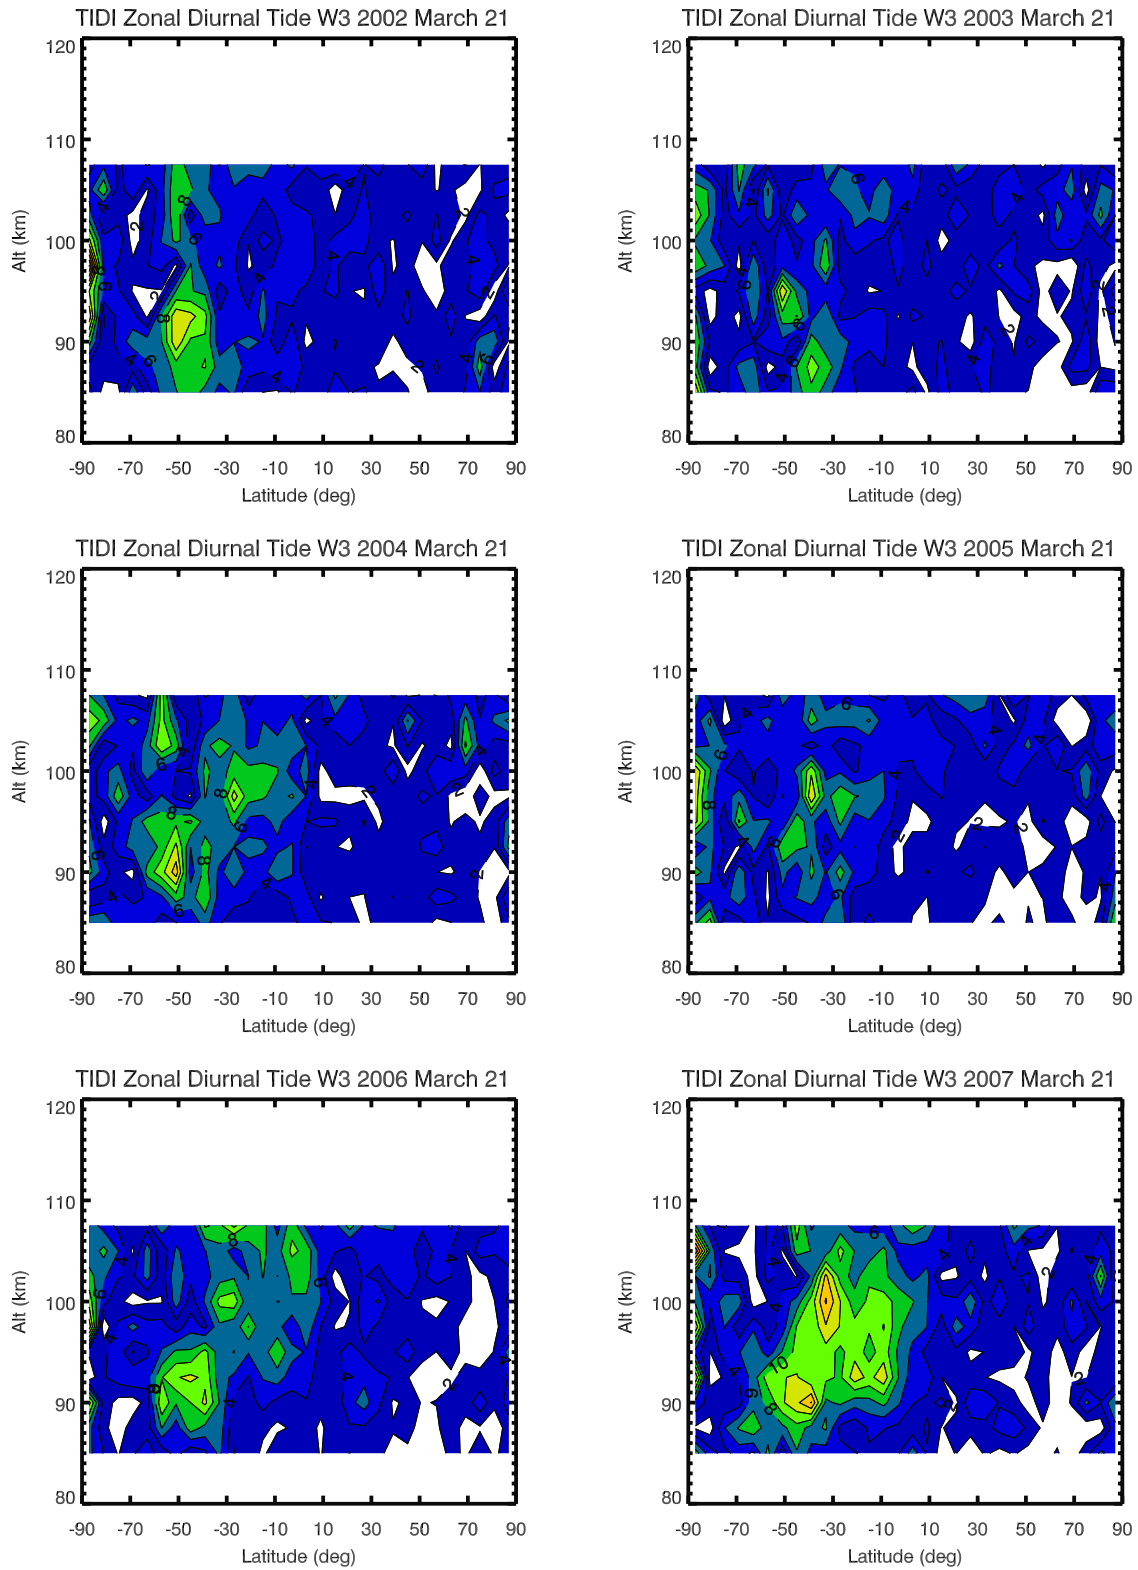 TIDI Zonal Diurnal Tide W3 2002 March 21
120
110
100
90
80
Alt (km)
-90 -70 -50 -30 -10 10 30 50 70 90
Latitude (deg)
TIDI Zonal Diurnal Tide W3 2003 March 21
120
110
100
90
80
Alt (km)
-90 -70 -50 -30 -10 10 30 50 70 90
Latitude (deg)
TIDI Zonal Diurnal Tide W3 2004 March 21
120
110
100
90
80
Alt (km)
-90 -70 -50 -30 -10 10 30 50 70 90
Latitude (deg)
TIDI Zonal Diurnal Tide W3 2005 March 21
120
110
100
90
80
Alt (km)
-90 -70 -50 -30 -10 10 30 50 70 90
Latitude (deg)
TIDI Zonal Diurnal Tide W3 2006 March 21
120
110
100
90
80
Alt (km)
-90 -70 -50 -30 -10 10 30 50 70 90
Latitude (deg)
TIDI Zonal Diurnal Tide W3 2007 March 21
120
110
100
90
80
Alt (km)
10
-90 -70 -50 -30 -10 10 30 50 70 90
Latitude (deg)